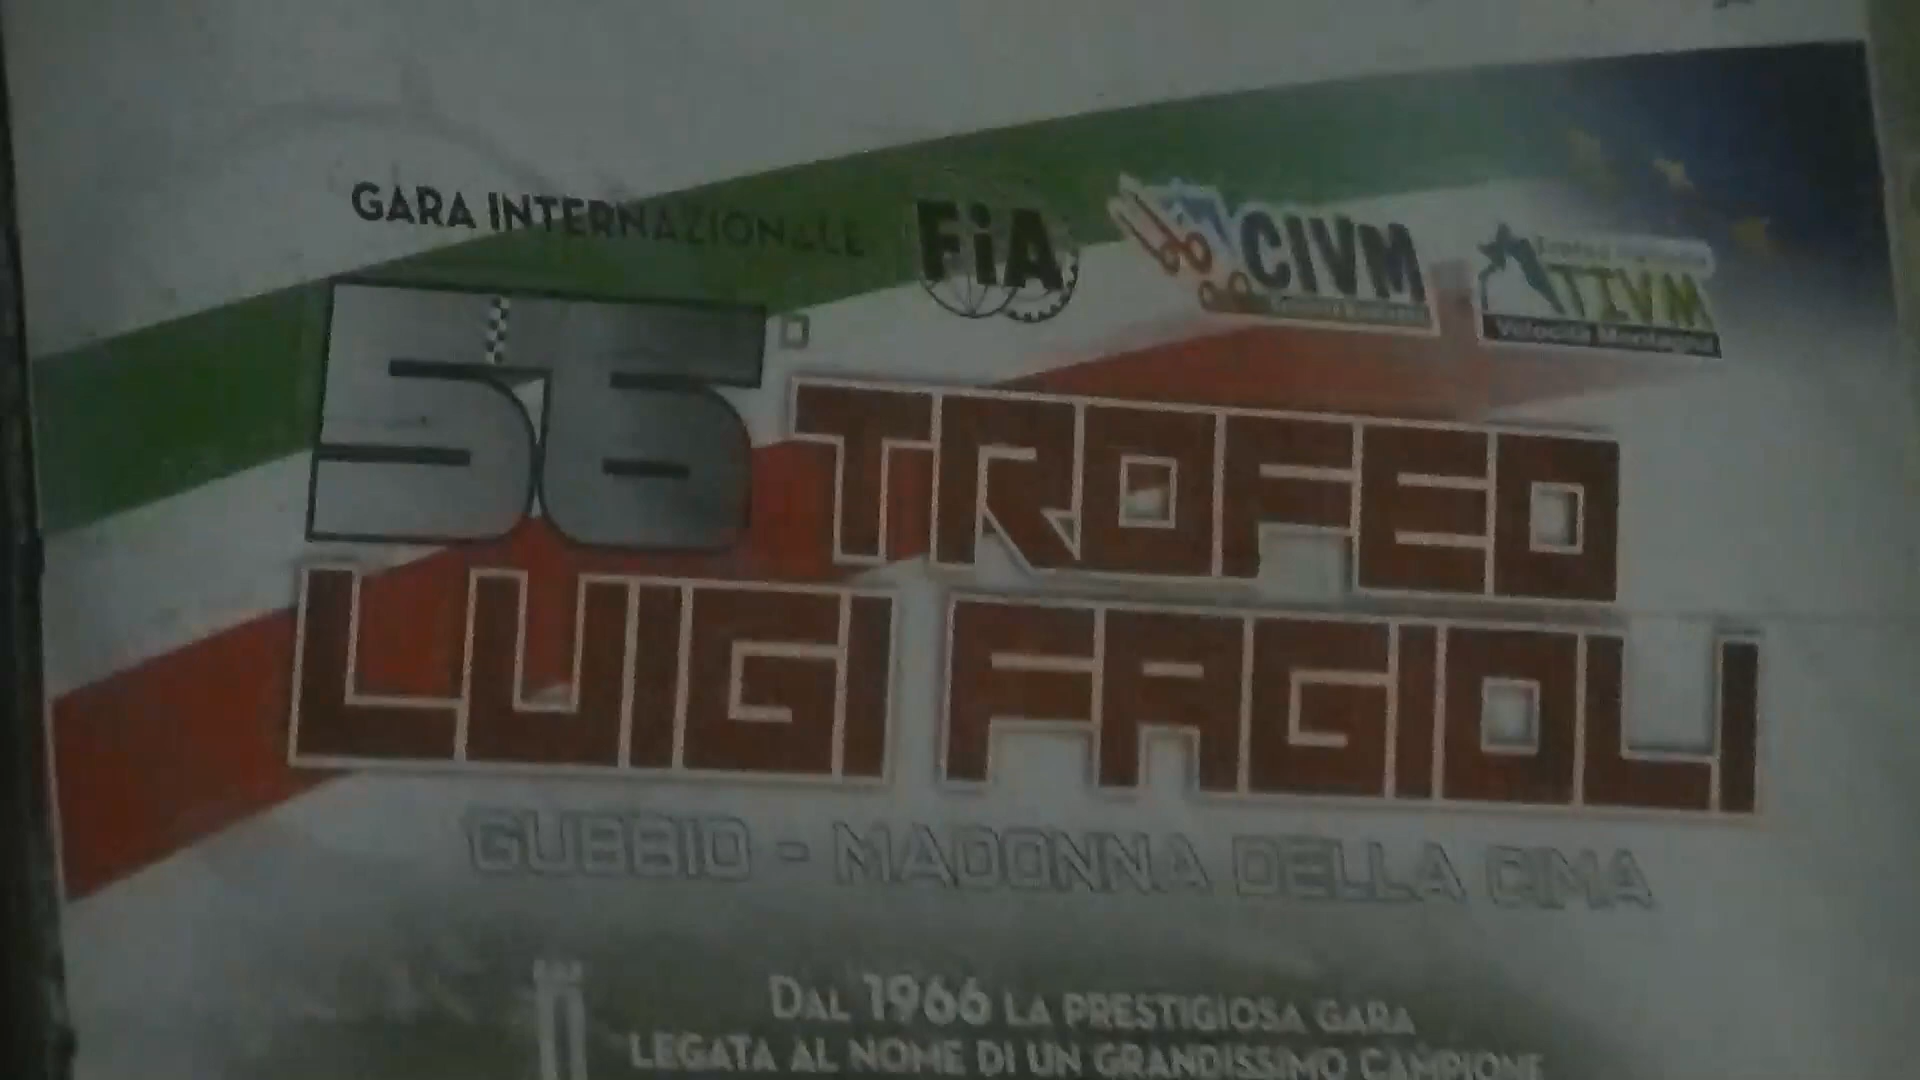 GARA INTERNAZIONALE FiA CIVM TIVM
Velocità Montagna
56° TROFEO
LUIGI FAGIOLI
GUBBIO - MADONNA DELLA CIMA
DAL 1966 LA PRESTIGIOSA GARA
LEGATA AL NOME DI UN GRANDISSIMO CAMPIONE